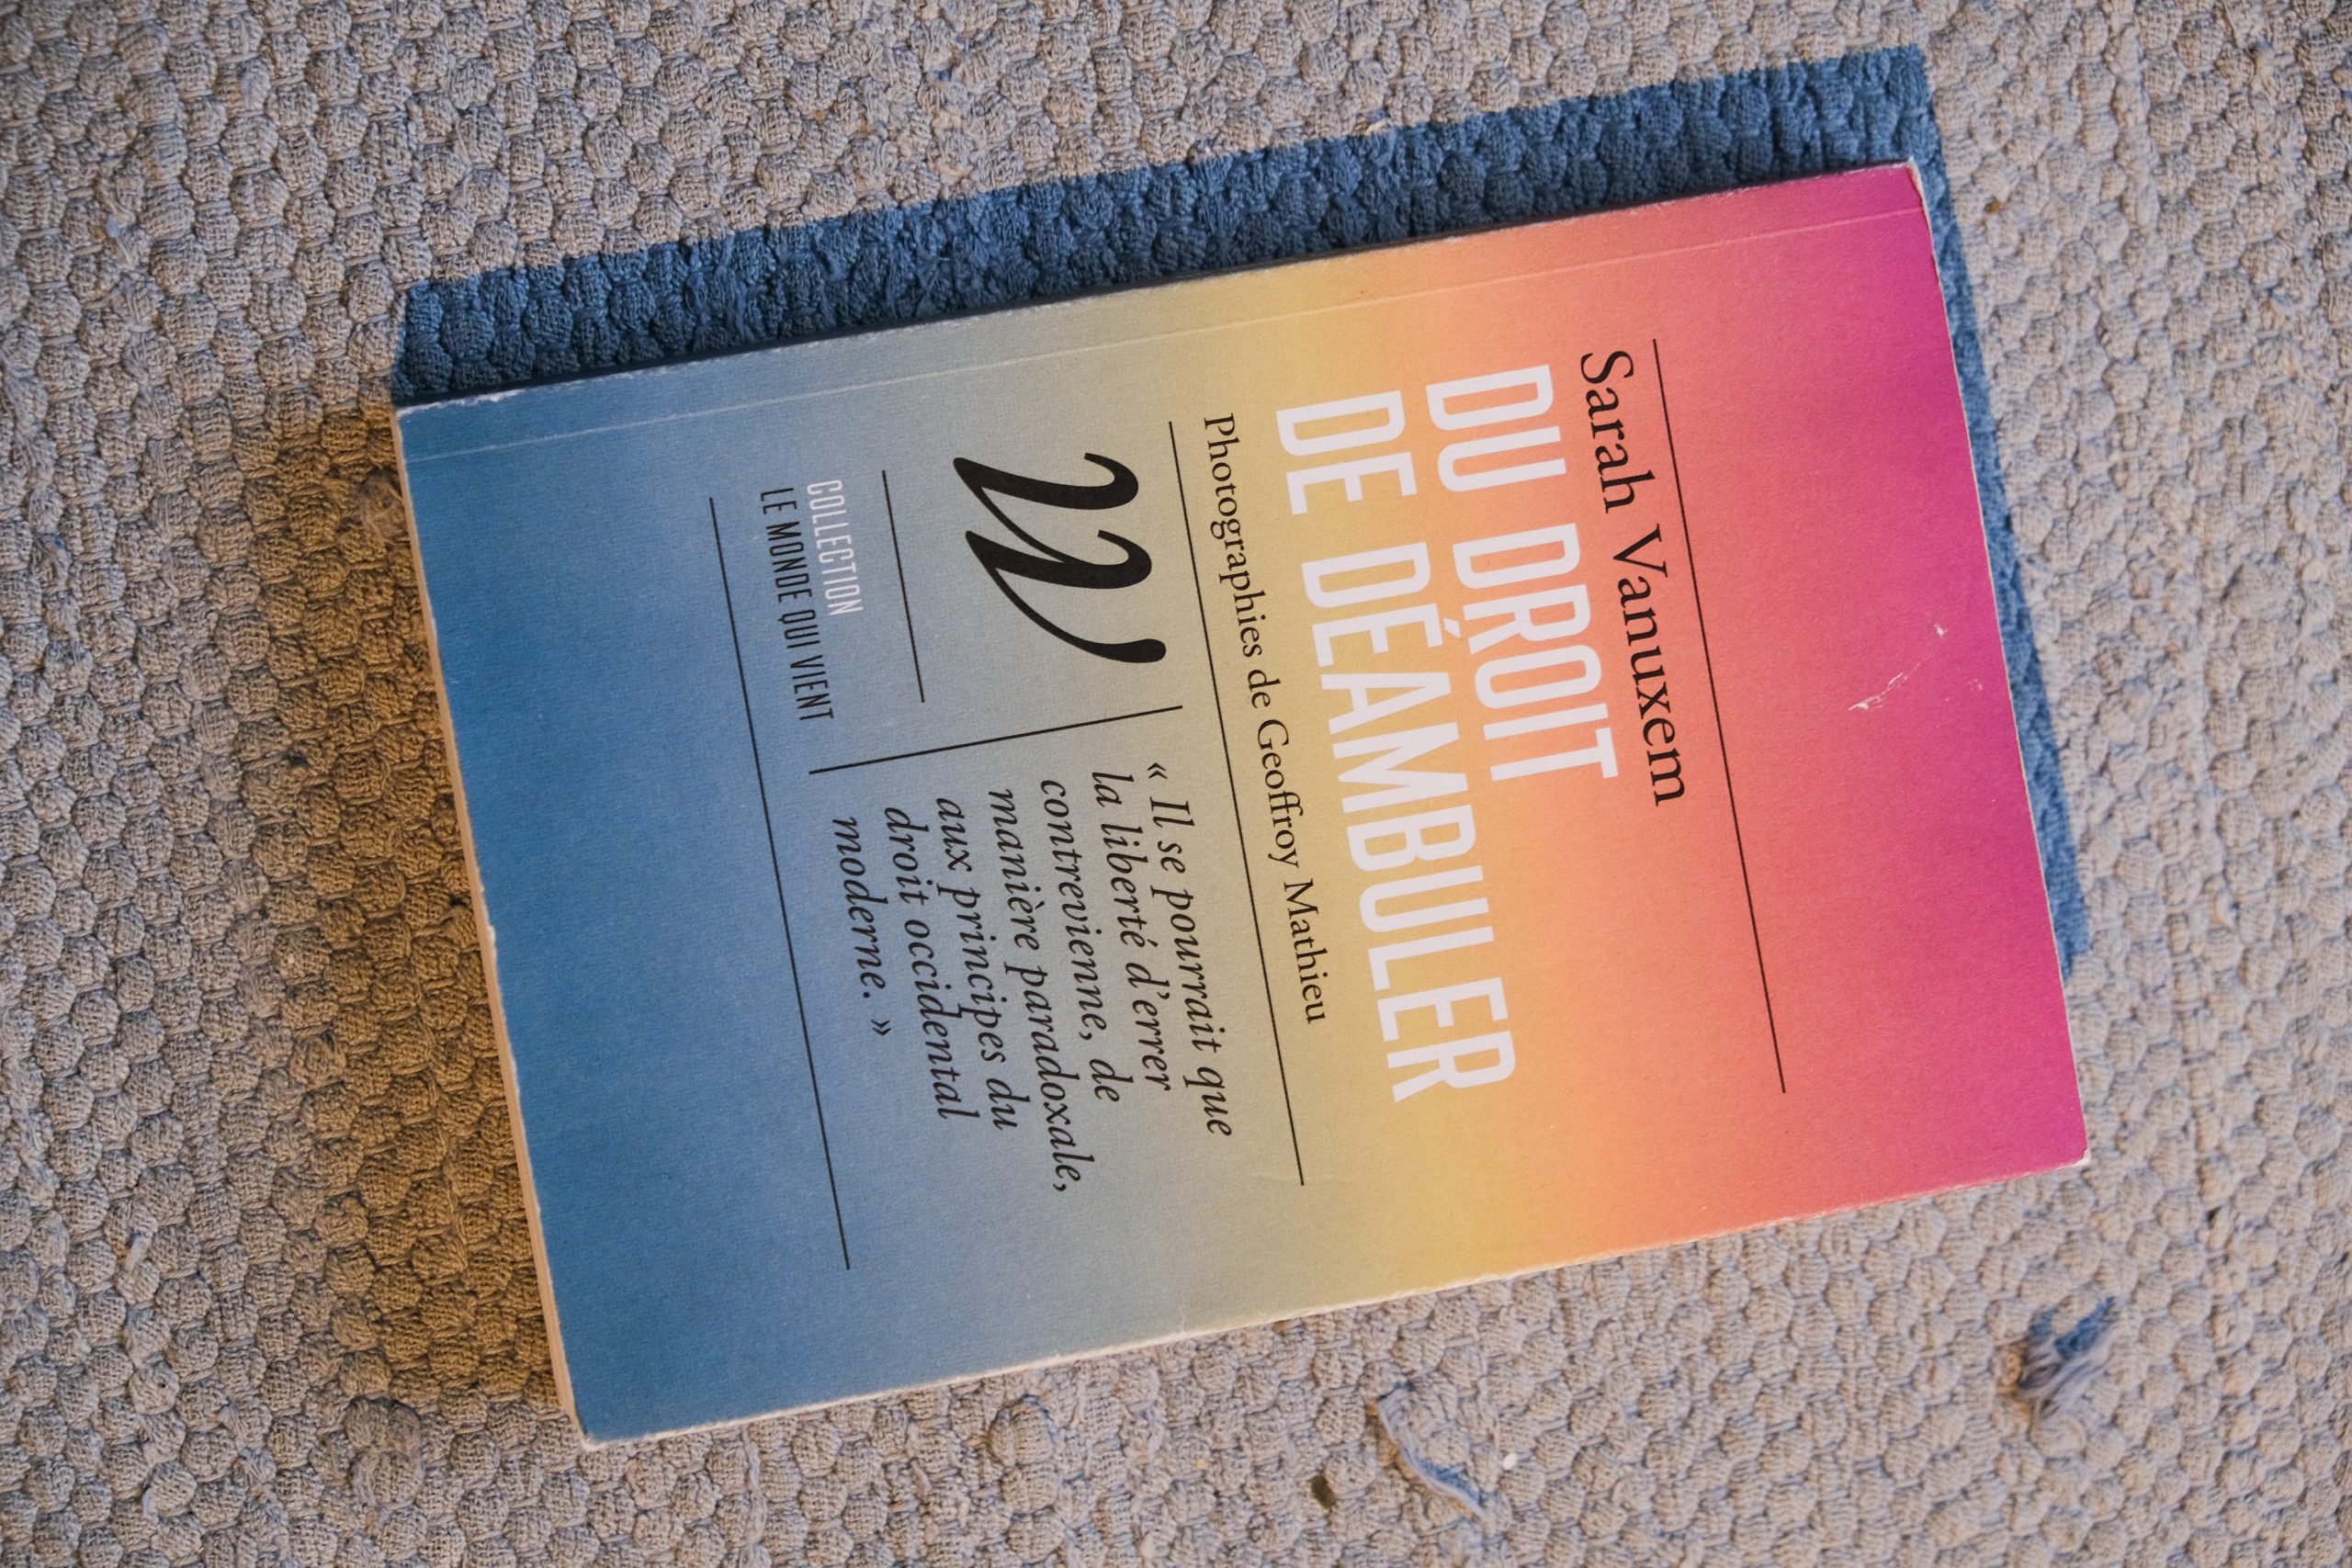 Sarah Vanuxem
DU DROIT
DE DÉAMBULER
Photographies de Geoffroy Mathieu
W
« Il se pourrait que
la liberté d'errer
contrevienne, de
manière paradoxale,
aux principes du
droit occidental
moderne. »
COLLECTION
LE MONDE QUI VIENT